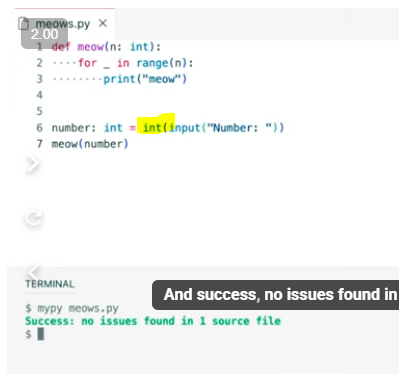 meows.py ×
2.00
1 def meow(n: int):
2 ····for _ in range(n):
3 ········print("meow")
4
5
6 number: int = int(input("Number: "))
7 meow(number)
TERMINAL
And success, no issues found in
$ mypy meows.py
Success: no issues found in 1 source file
$